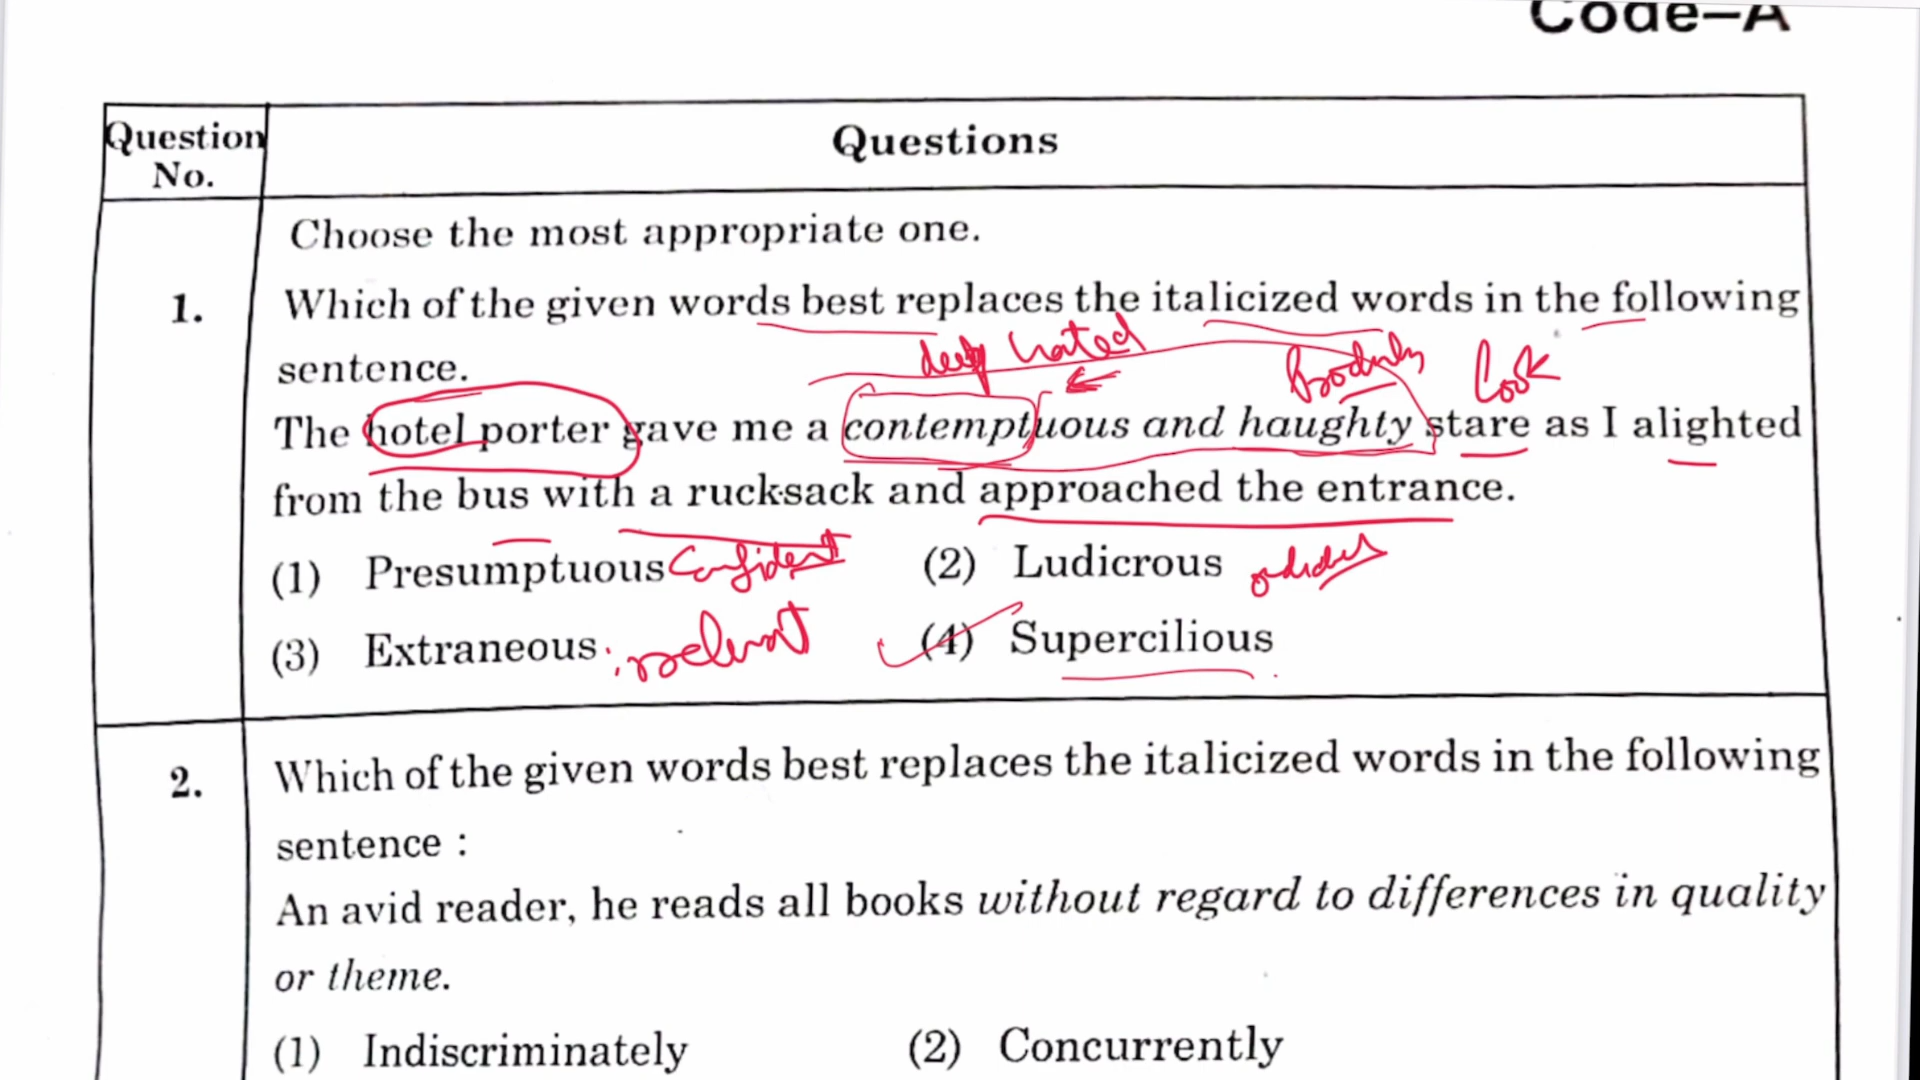 Code–A
Question No.
Questions
Choose the most appropriate one.
1. Which of the given words best replaces the italicized words in the following
sentence.
deep hated
look
The hotel porter gave me a contemptuous and haughty stare as I alighted
from the bus with a rucksack and approached the entrance.
(1) Presumptuous Confident (2) Ludicrous
(3) Extraneous (4) Supercilious
2. Which of the given words best replaces the italicized words in the following
sentence :
An avid reader, he reads all books without regard to differences in quality
or theme.
(1) Indiscriminately (2) Concurrently